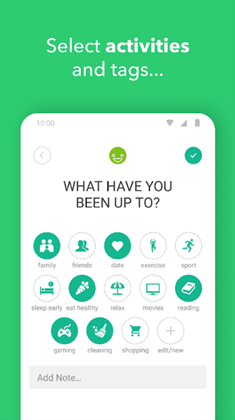 Select activities
and tags...
10:00
WHAT HAVE YOU
BEEN UP TO?
family friends date exercise sport
sleep early eat healthy relax movies reading
gaming cleaning shopping edit/new
Add Note...